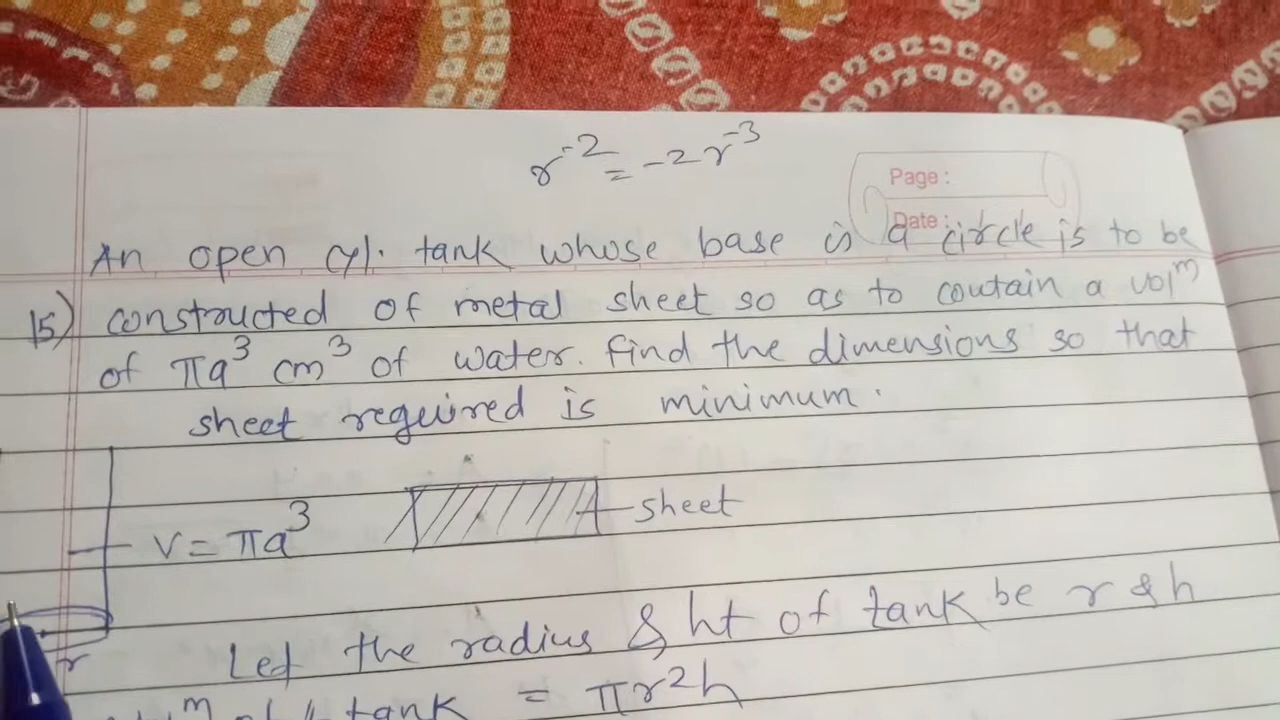 r⁻² = -2r⁻³
Page :
Date :
An open cyl. tank whose base is a circle is to be
15) constructed of metal sheet so as to contain a volᵐ
of πa³ cm³ of water. Find the dimensions so that
sheet required is minimum.
V = πa³
sheet
r
Let the radius & ht of tank be r & h
tank = πr²h